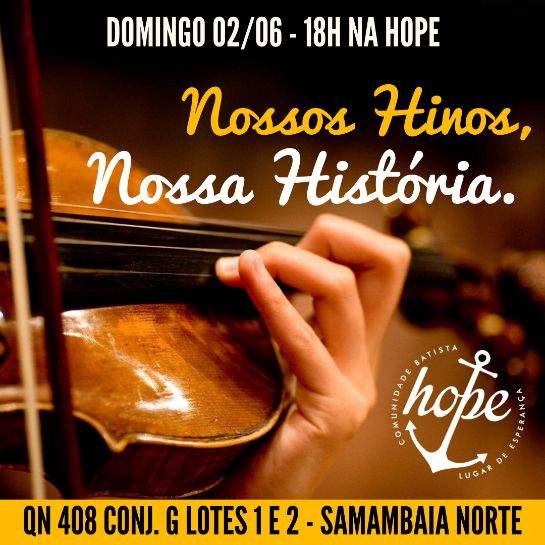 DOMINGO 02/06 - 18H NA HOPE
Nossos Hinos,
Nossa História.
COMUNIDADE BATISTA
hope
LUGAR DE ESPERANÇA
QN 408 CONJ. G LOTES 1 E 2 - SAMAMBAIA NORTE